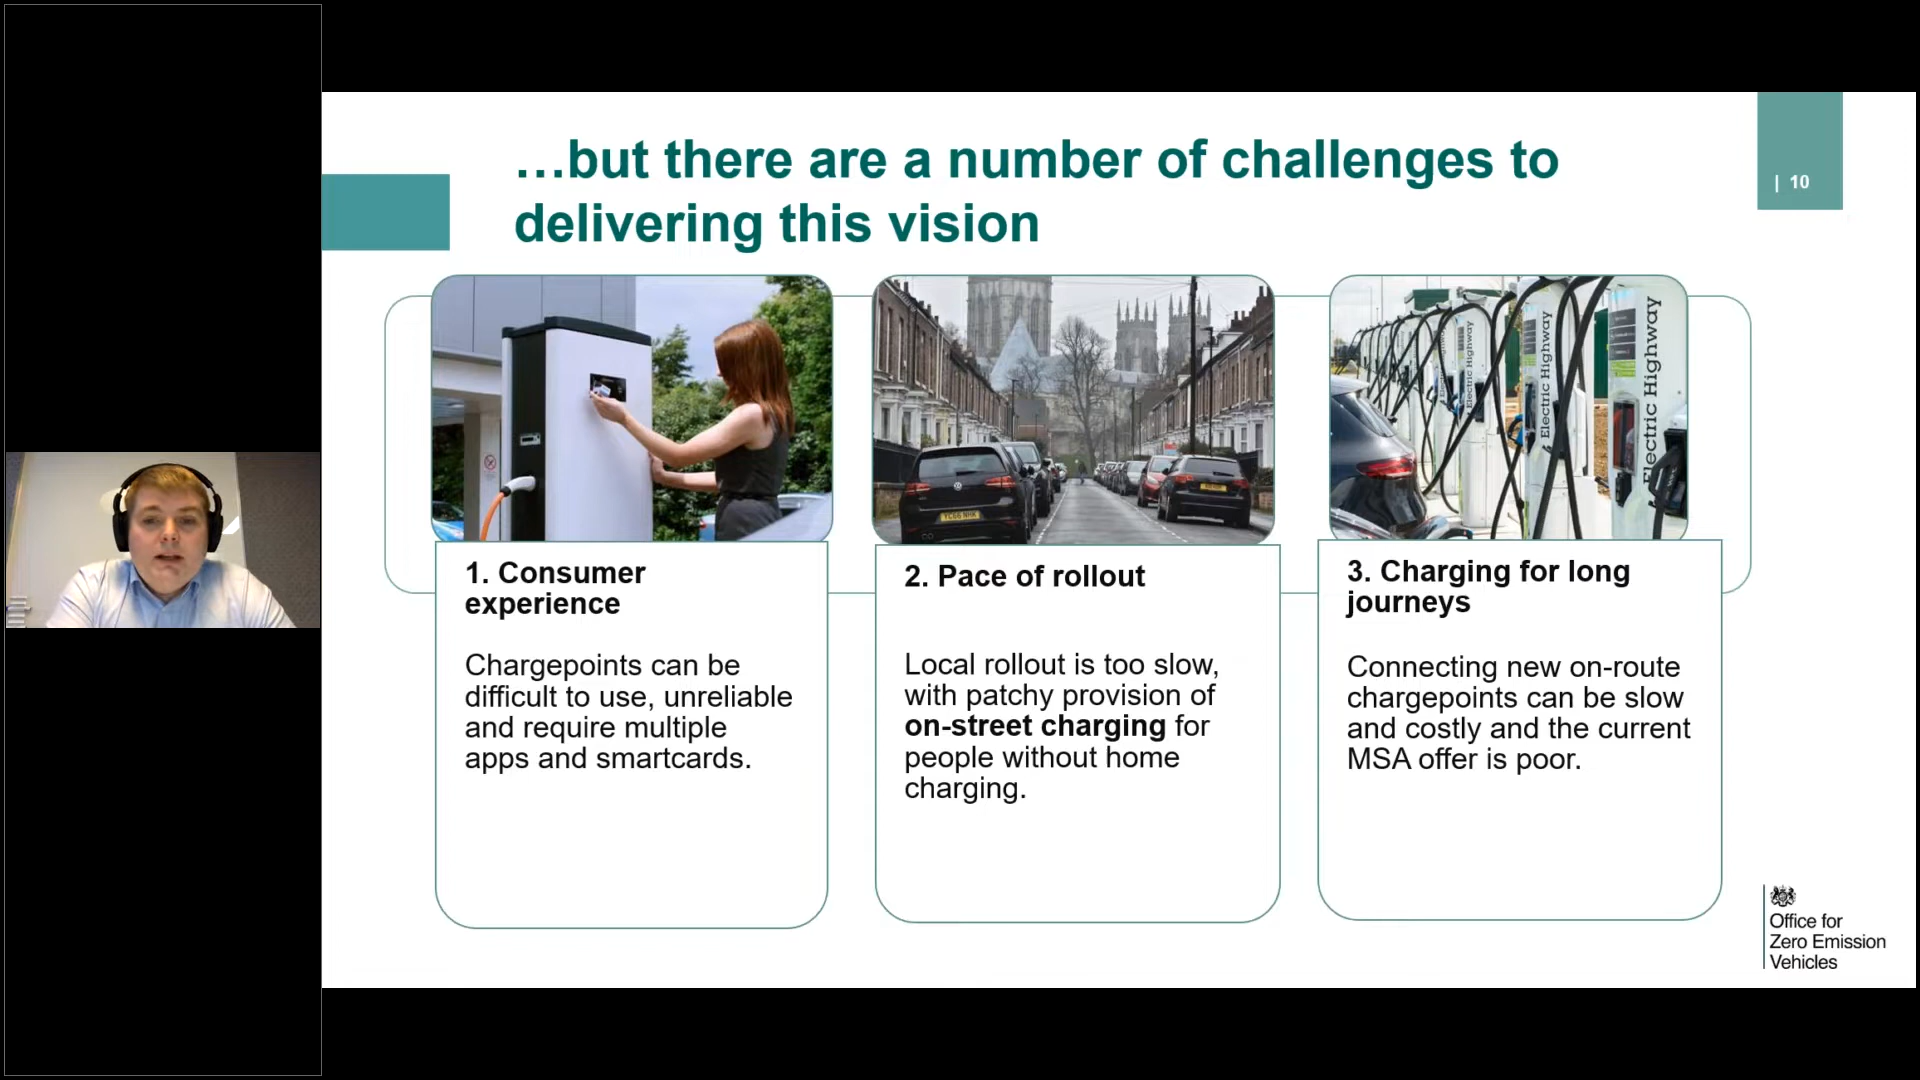 …but there are a number of challenges to
delivering this vision
| 10
Electric Highway
Electric Highway
Electric Highway
YC66 NHK
1. Consumer
experience
Chargepoints can be
difficult to use, unreliable
and require multiple
apps and smartcards.
2. Pace of rollout
Local rollout is too slow,
with patchy provision of
on-street charging for
people without home
charging.
3. Charging for long
journeys
Connecting new on-route
chargepoints can be slow
and costly and the current
MSA offer is poor.
Office for
Zero Emission
Vehicles